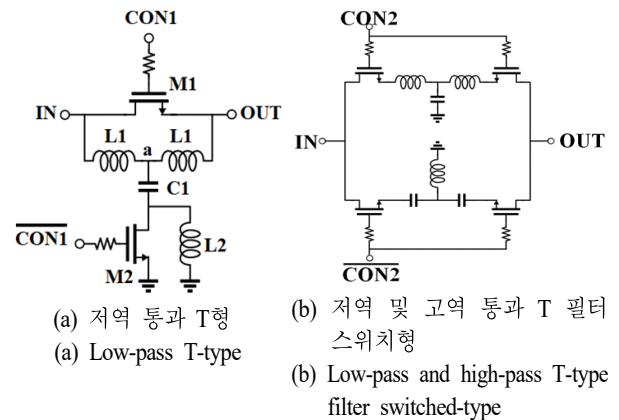 CON1
M1
IN
OUT
L1
L1
a
C1
CON1
L2
M2
(a) 저역 통과 T형
(a) Low-pass T-type
CON2
IN
OUT
CON2
(b) 저역 및 고역 통과 T 필터
스위치형
(b) Low-pass and high-pass T-type
filter switched-type